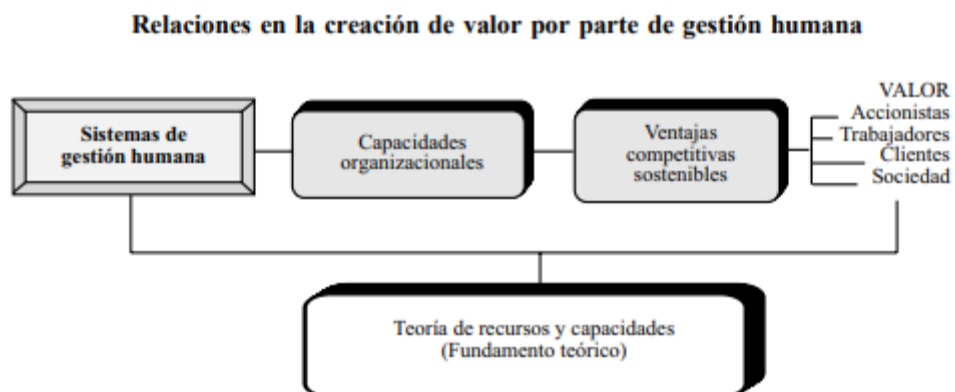 Relaciones en la creación de valor por parte de gestión humana
Sistemas de
gestión humana
Capacidades
organizacionales
Ventajas
competitivas
sostenibles
VALOR
Accionistas
Trabajadores
Clientes
Sociedad
Teoría de recursos y capacidades
(Fundamento teórico)